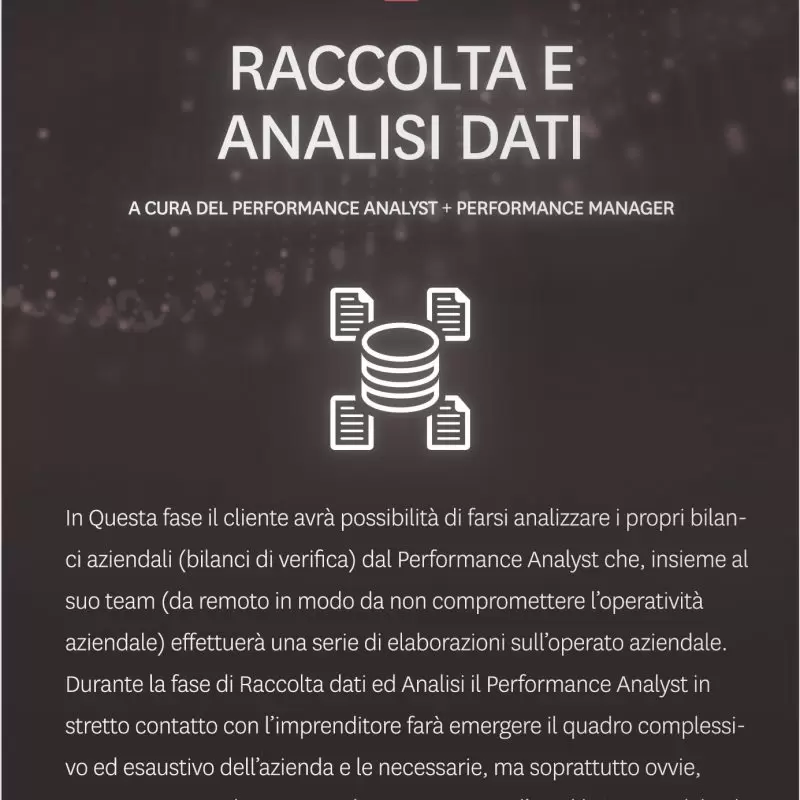 RACCOLTA E
ANALISI DATI
A CURA DEL PERFORMANCE ANALYST + PERFORMANCE MANAGER
In Questa fase il cliente avrà possibilità di farsi analizzare i propri bilan-
ci aziendali (bilanci di verifica) dal Performance Analyst che, insieme al
suo team (da remoto in modo da non compromettere l'operatività
aziendale) effettuerà una serie di elaborazioni sull'operato aziendale.
Durante la fase di Raccolta dati ed Analisi il Performance Analyst in
stretto contatto con l'imprenditore farà emergere il quadro complessi-
vo ed esaustivo dell'azienda e le necessarie, ma soprattutto ovvie,